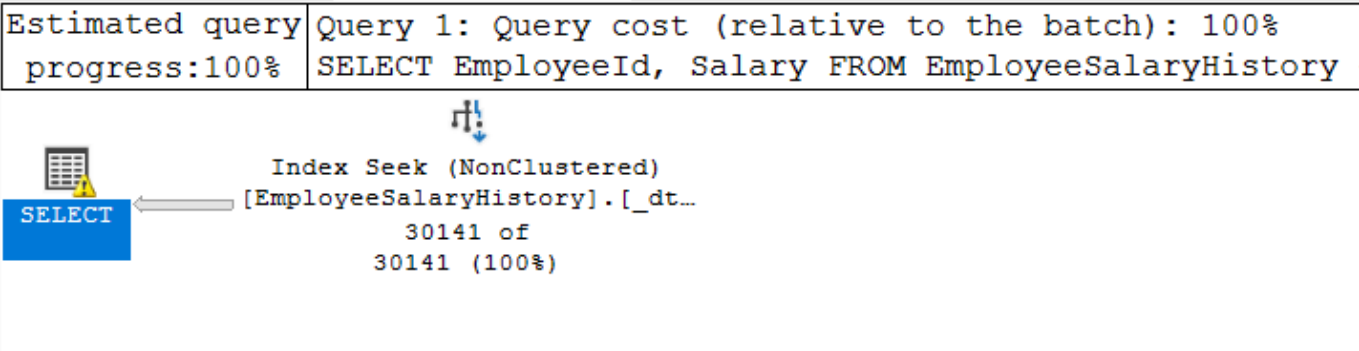 Estimated query
progress:100%
Query 1: Query cost (relative to the batch): 100%
SELECT EmployeeId, Salary FROM EmployeeSalaryHistory
SELECT
Index Seek (NonClustered)
[EmployeeSalaryHistory].[_dt…
30141 of
30141 (100%)